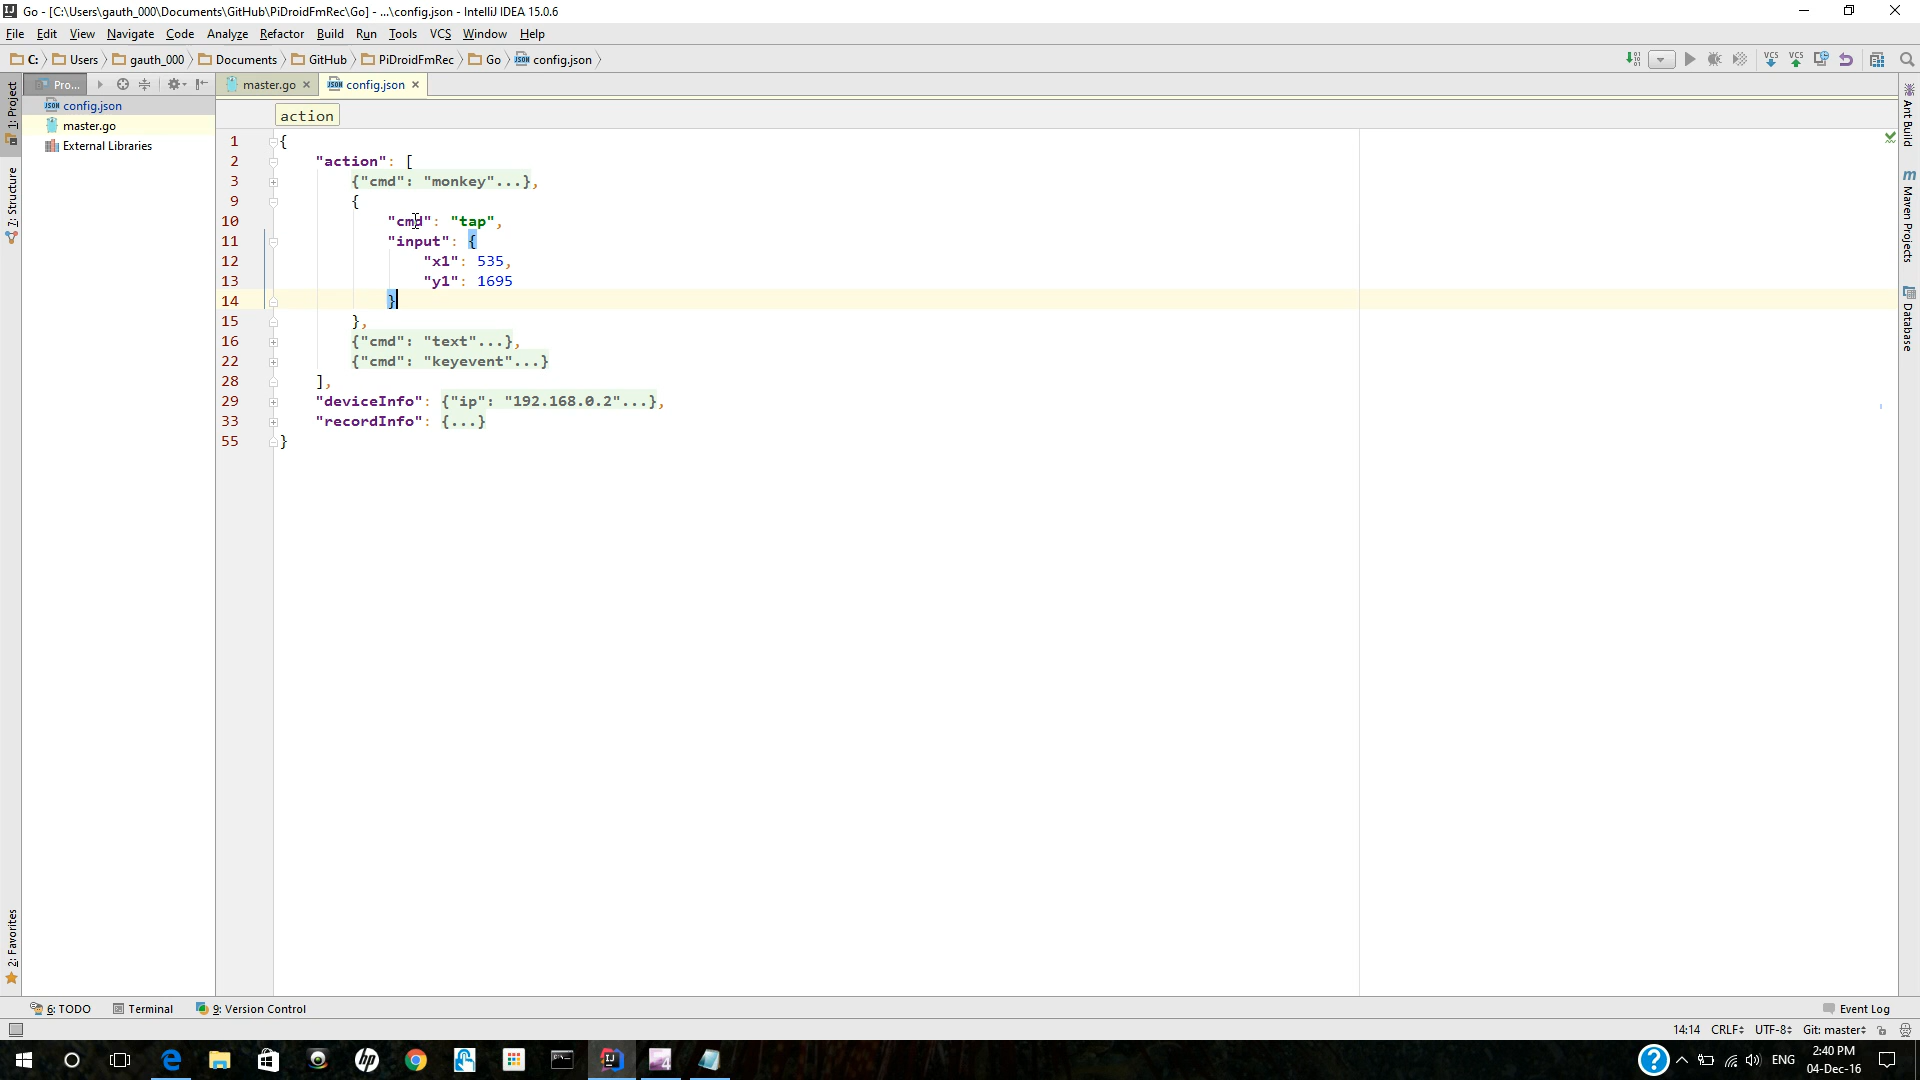 Go - [C:\Users\gauth_000\Documents\GitHub\PiDroidFmRec\Go] - ...\config.json - IntelliJ IDEA 15.0.6
File Edit View Navigate Code Analyze Refactor Build Run Tools VCS Window Help
C: Users gauth_000 Documents GitHub PiDroidFmRec Go config.json
VCS VCS
1: Project
7: Structure
2: Favorites
Pro...
config.json
master.go
External Libraries
master.go config.json
action
1 {
2 "action": [
3 {"cmd": "monkey"...},
9 {
10 "cmd": "tap",
11 "input": {
12 "x1": 535,
13 "y1": 1695
14 }
15 },
16 {"cmd": "text"...},
22 {"cmd": "keyevent"...}
28 ],
29 "deviceInfo": {"ip": "192.168.0.2"...},
33 "recordInfo": {...}
55 }
Ant Build
Maven Projects
Database
6: TODO Terminal 9: Version Control Event Log
14:14 CRLF UTF-8 Git: master
ENG 2:40 PM
04-Dec-16